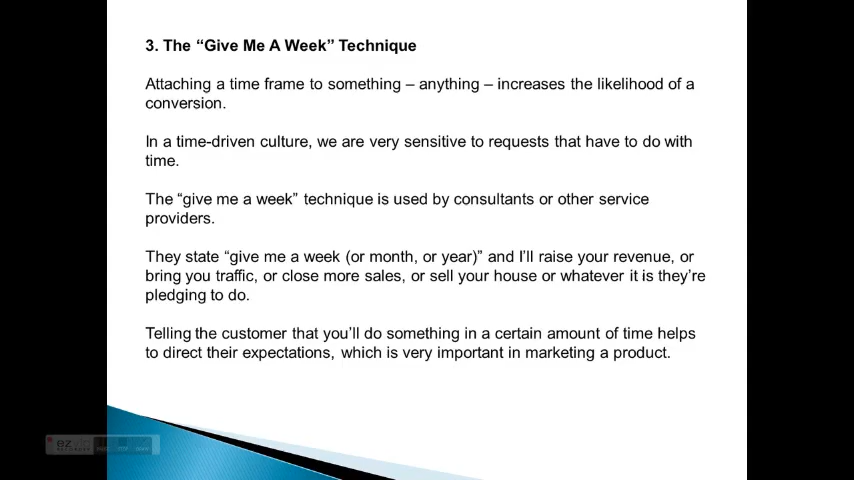 3. The “Give Me A Week” Technique
Attaching a time frame to something – anything – increases the likelihood of a
conversion.
In a time-driven culture, we are very sensitive to requests that have to do with
time.
The “give me a week” technique is used by consultants or other service
providers.
They state “give me a week (or month, or year)” and I’ll raise your revenue, or
bring you traffic, or close more sales, or sell your house or whatever it is they’re
pledging to do.
Telling the customer that you’ll do something in a certain amount of time helps
to direct their expectations, which is very important in marketing a product.
ez